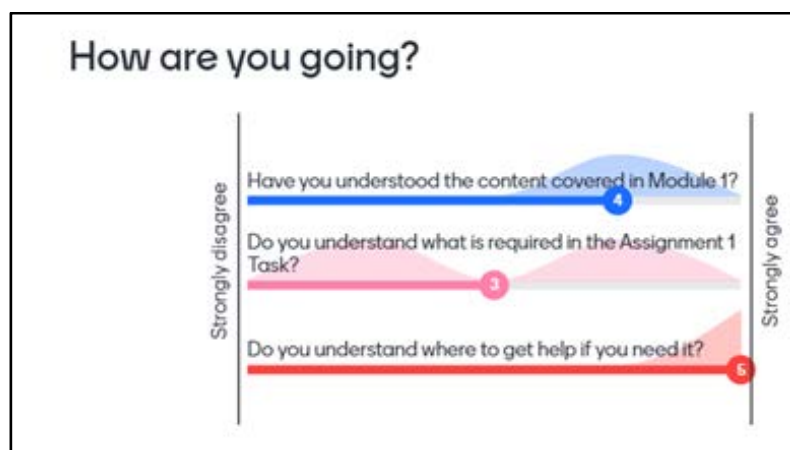 How are you going?
Strongly disagree
Have you understood the content covered in Module 1?
4
Do you understand what is required in the Assignment 1
Task?
3
Do you understand where to get help if you need it?
5
Strongly agree